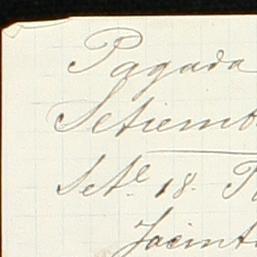 Pagada
Setiemb
Sete 18. 
Jacint